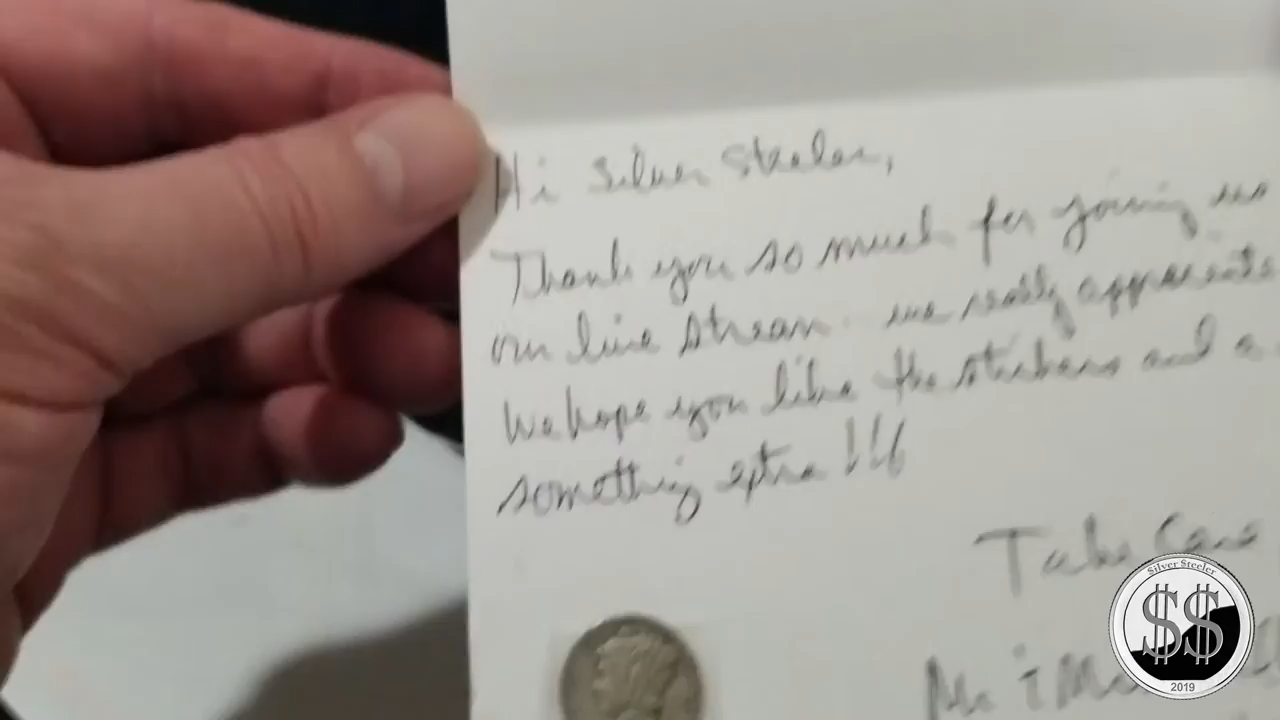 Hi Silver Steeler,
Thank you so much for joining us
our live stream. we really appreciate
We hope you like the stickers and a
something extra!!!
Take Care
Silver Steeler
$$
2019